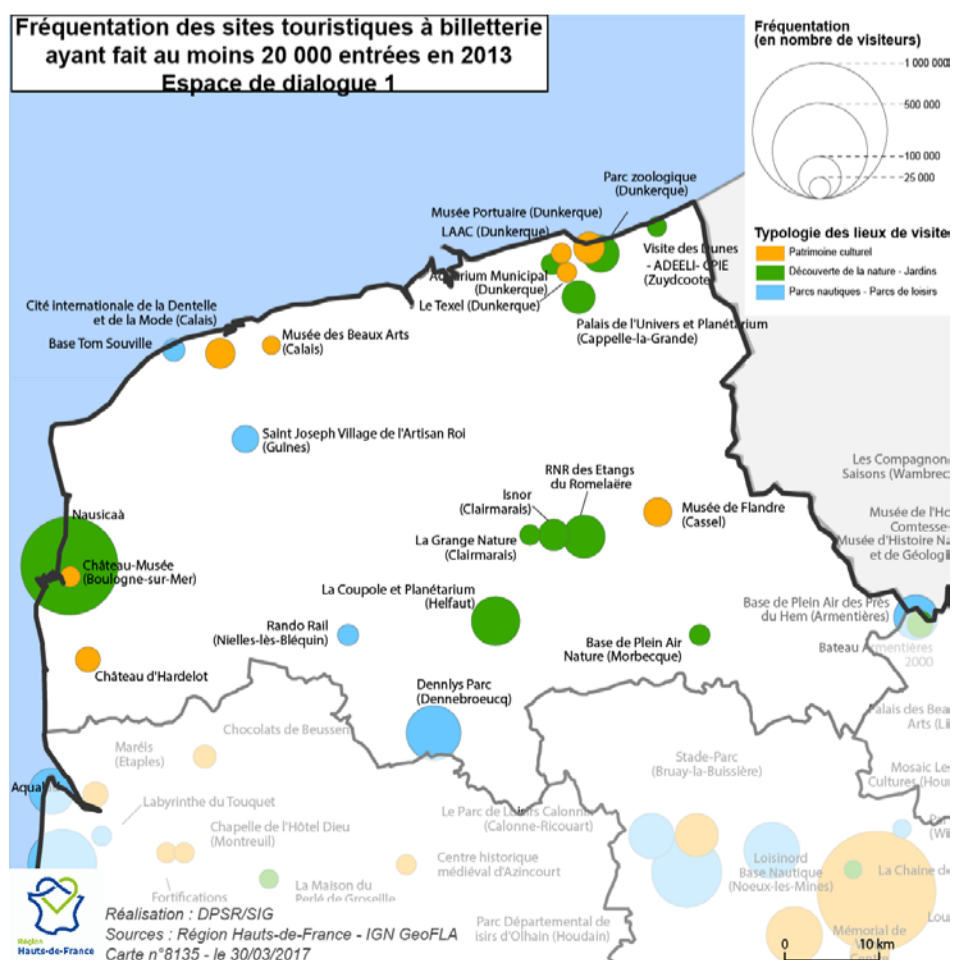 Fréquentation des sites touristiques à billetterie
ayant fait au moins 20 000 entrées en 2013
Espace de dialogue 1
Fréquentation
(en nombre de visiteurs)
1 000 000
500 000
100 000
25 000
Typologie des lieux de visite
Patrimoine culturel
Découverte de la nature - Jardins
Parcs nautiques - Parcs de loisirs
Parc zoologique
(Dunkerque)
Musée Portuaire (Dunkerque)
LAAC (Dunkerque)
Visite des Dunes
- ADEELI- CPIE
(Zuydcoote)
Aquarium Municipal
(Dunkerque)
Le Texel (Dunkerque)
Palais de l'Univers et Planétarium
(Cappelle-la-Grande)
Cité internationale de la Dentelle
et de la Mode (Calais)
Base Tom Souville
Musée des Beaux Arts
(Calais)
Saint Joseph Village de l'Artisan Roi
(Guînes)
RNR des Etangs
du Romelaëre
Isnor
(Clairmarais)
La Grange Nature
(Clairmarais)
Musée de Flandre
(Cassel)
Les Compagnon
Saisons (Wambrec
Musée de l'Ho
Comtesse-
Musée d'Histoire Na
et de Géologi
Nausicaà
Château-Musée
(Boulogne-sur-Mer)
La Coupole et Planétarium
(Helfaut)
Rando Rail
(Nielles-lès-Bléquin)
Base de Plein Air
Nature (Morbecque)
Base de Plein Air des Près
du Hem (Armentières)
Bateau Armentières
2000
Château d'Hardelot
Dennlys Parc
(Dennebroeucq)
Palais des Beau
Arts (Li
Chocolats de Beussent
Maréis
(Etaples)
Stade-Parc
(Bruay-la-Buissière)
Mosaic Le
Cultures (Hou
Labyrinthe du Touquet
Chapelle de l'Hôtel Dieu
(Montreuil)
Le Parc de Loisirs Calonnix
(Calonne-Ricouart)
Centre historique
médiéval d'Azincourt
Loisinord
Base Nautique
(Noeux-les-Mines)
La Chaine de
La Maison du
Perlé de Groseille
Fortifications
Parc Départemental de
isirs d'Olhain (Houdain)
Mémorial de
Centre
Lou
0 10 km
Région
Hauts-de-France
Réalisation : DPSR/SIG
Sources : Région Hauts-de-France - IGN GeoFLA
Carte n°8135 - le 30/03/2017